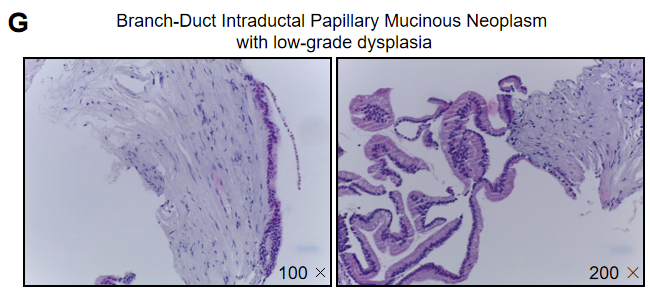 G
Branch-Duct Intraductal Papillary Mucinous Neoplasm
with low-grade dysplasia
100 ×
200 ×